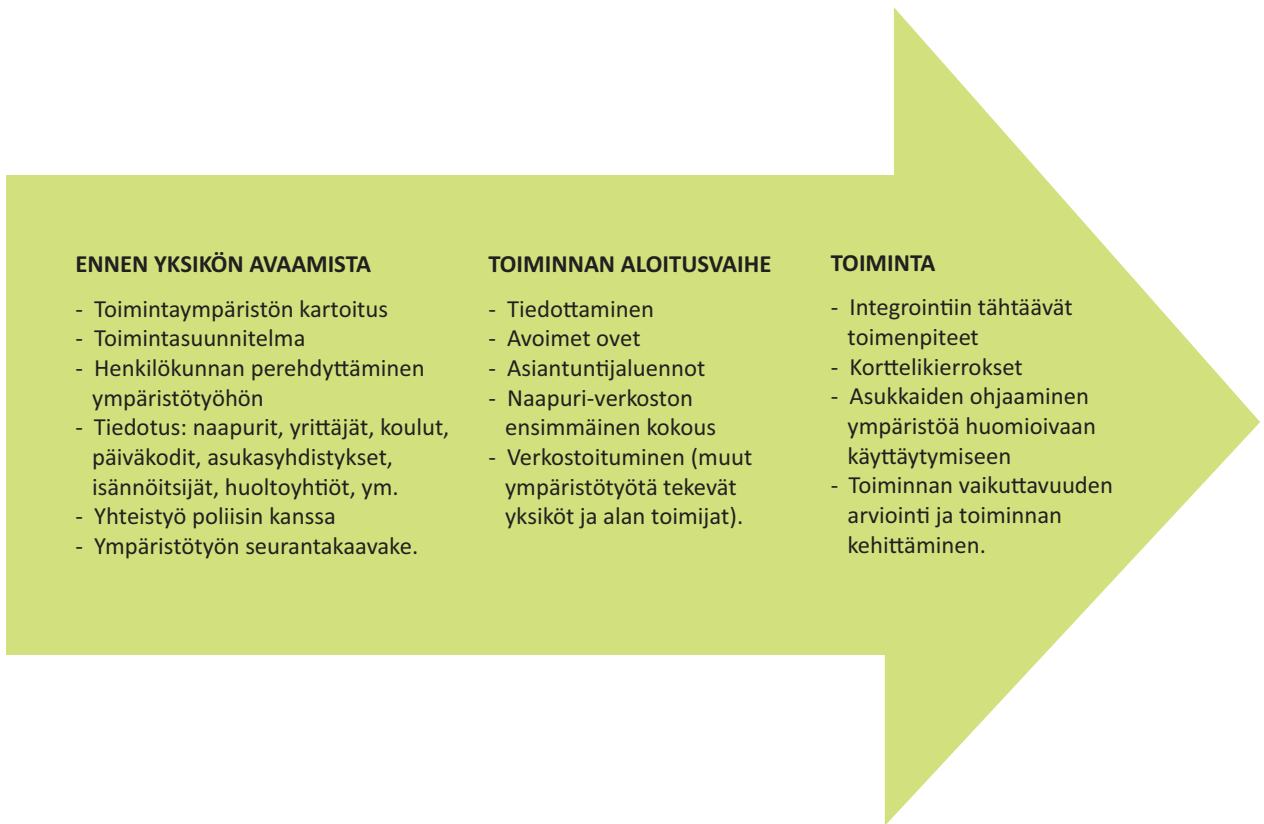 ENNEN YKSIKÖN AVAAMISTA
- Toimintaympäristön kartoitus
- Toimintasuunnitelma
- Henkilökunnan perehdyttäminen
ympäristötyöhön
- Tiedotus: naapurit, yrittäjät, koulut,
päiväkodit, asukasyhdistykset,
isännöitsijät, huoltoyhtiöt, ym.
- Yhteistyö poliisin kanssa
- Ympäristötyön seurantakaavake.
TOIMINNAN ALOITUSVAIHE
- Tiedottaminen
- Avoimet ovet
- Asiantuntijaluennot
- Naapuri-verkoston
ensimmäinen kokous
- Verkostoituminen (muut
ympäristötyötä tekevät
yksiköt ja alan toimijat).
TOIMINTA
- Integrointiin tähtäävät
toimenpiteet
- Korttelikierrokset
- Asukkaiden ohjaaminen
ympäristöä huomioivaan
käyttäytymiseen
- Toiminnan vaikuttavuuden
arviointi ja toiminnan
kehittäminen.